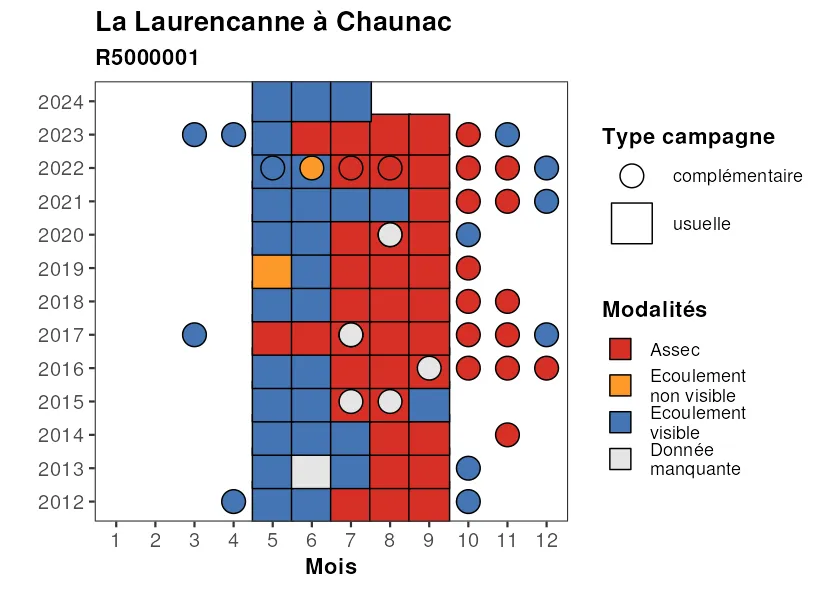 La Laurencanne à Chaunac
R5000001
2024
2023
2022
2021
2020
2019
2018
2017
2016
2015
2014
2013
2012
1 2 3 4 5 6 7 8 9 10 11 12
Mois
Type campagne
complémentaire
usuelle
Modalités
Assec
Ecoulement
non visible
Ecoulement
visible
Donnée
manquante